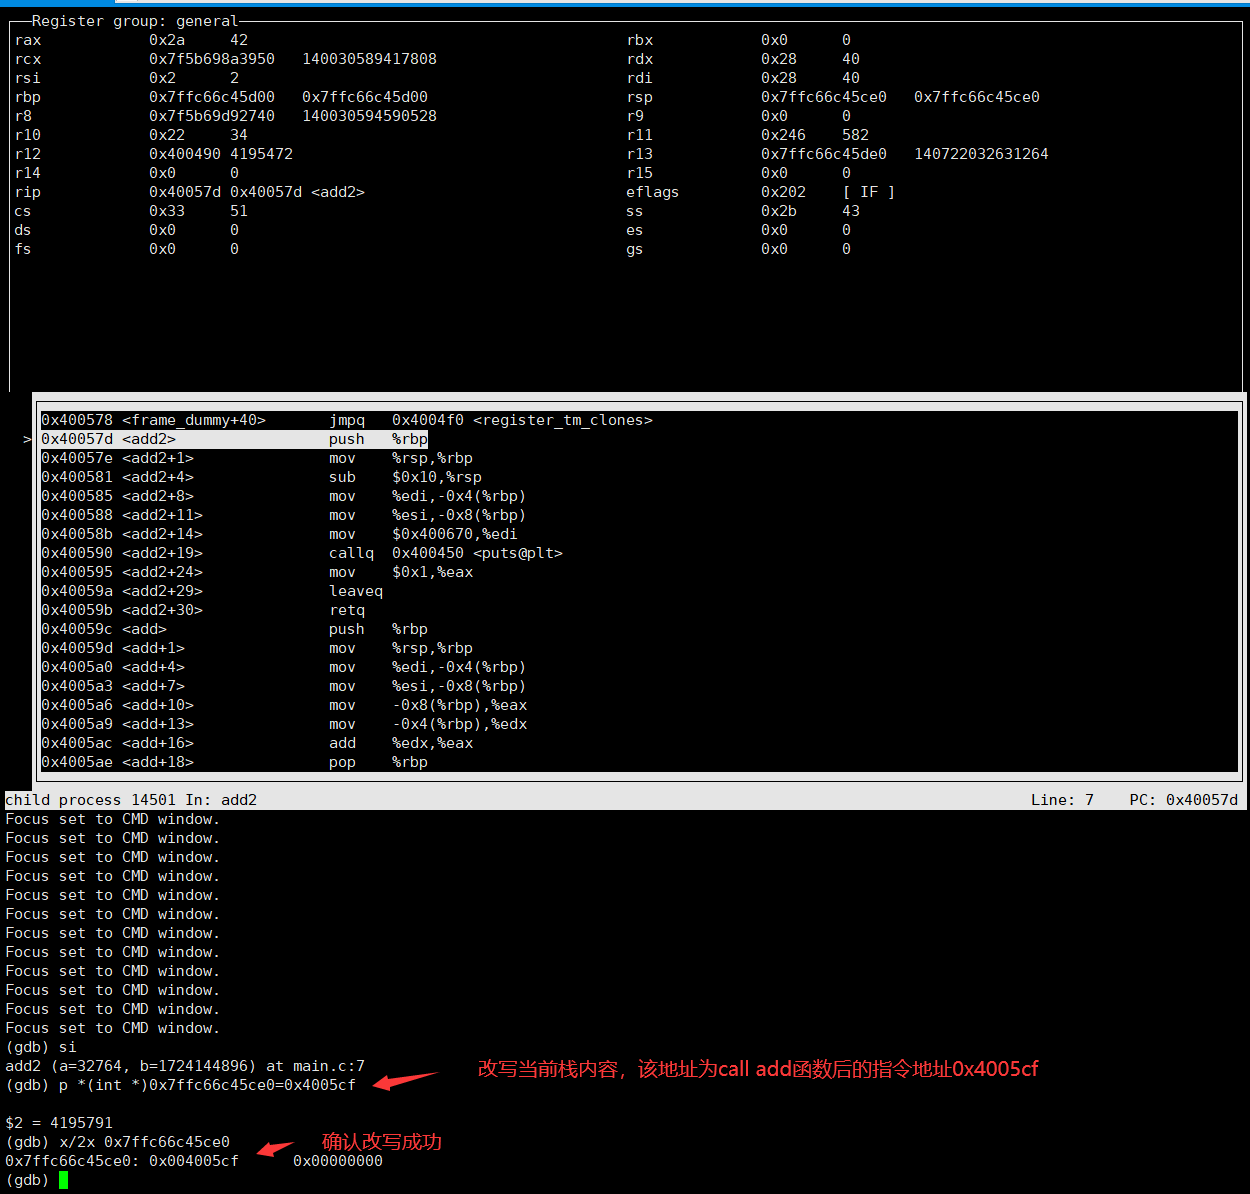 Register group: general
rax 0x2a 42 rbx 0x0 0
rcx 0x7f5b698a3950 140030589417808 rdx 0x28 40
rsi 0x2 2 rdi 0x28 40
rbp 0x7ffc66c45d00 0x7ffc66c45d00 rsp 0x7ffc66c45ce0 0x7ffc66c45ce0
r8 0x7f5b69d92740 140030594590528 r9 0x0 0
r10 0x22 34 r11 0x246 582
r12 0x400490 4195472 r13 0x7ffc66c45de0 140722032631264
r14 0x0 0 r15 0x0 0
rip 0x40057d 0x40057d <add2> eflags 0x202 [ IF ]
cs 0x33 51 ss 0x2b 43
ds 0x0 0 es 0x0 0
fs 0x0 0 gs 0x0 0
0x400578 <frame_dummy+40> jmpq 0x4004f0 <register_tm_clones>
> 0x40057d <add2> push %rbp
0x40057e <add2+1> mov %rsp,%rbp
0x400581 <add2+4> sub $0x10,%rsp
0x400585 <add2+8> mov %edi,-0x4(%rbp)
0x400588 <add2+11> mov %esi,-0x8(%rbp)
0x40058b <add2+14> mov $0x400670,%edi
0x400590 <add2+19> callq 0x400450 <puts@plt>
0x400595 <add2+24> mov $0x1,%eax
0x40059a <add2+29> leaveq
0x40059b <add2+30> retq
0x40059c <add> push %rbp
0x40059d <add+1> mov %rsp,%rbp
0x4005a0 <add+4> mov %edi,-0x4(%rbp)
0x4005a3 <add+7> mov %esi,-0x8(%rbp)
0x4005a6 <add+10> mov -0x8(%rbp),%eax
0x4005a9 <add+13> mov -0x4(%rbp),%edx
0x4005ac <add+16> add %edx,%eax
0x4005ae <add+18> pop %rbp
child process 14501 In: add2 Line: 7 PC: 0x40057d
Focus set to CMD window.
Focus set to CMD window.
Focus set to CMD window.
Focus set to CMD window.
Focus set to CMD window.
Focus set to CMD window.
Focus set to CMD window.
Focus set to CMD window.
Focus set to CMD window.
Focus set to CMD window.
Focus set to CMD window.
Focus set to CMD window.
(gdb) si
add2 (a=32764, b=1724144896) at main.c:7
改写当前栈内容，该地址为call add函数后的指令地址0x4005cf
(gdb) p *(int *)0x7ffc66c45ce0=0x4005cf
$2 = 4195791
(gdb) x/2x 0x7ffc66c45ce0
确认改写成功
0x7ffc66c45ce0: 0x004005cf 0x00000000
(gdb)